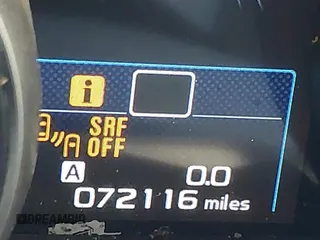 i
SRF
OFF
A 0.0
072116 miles
DREAMBID